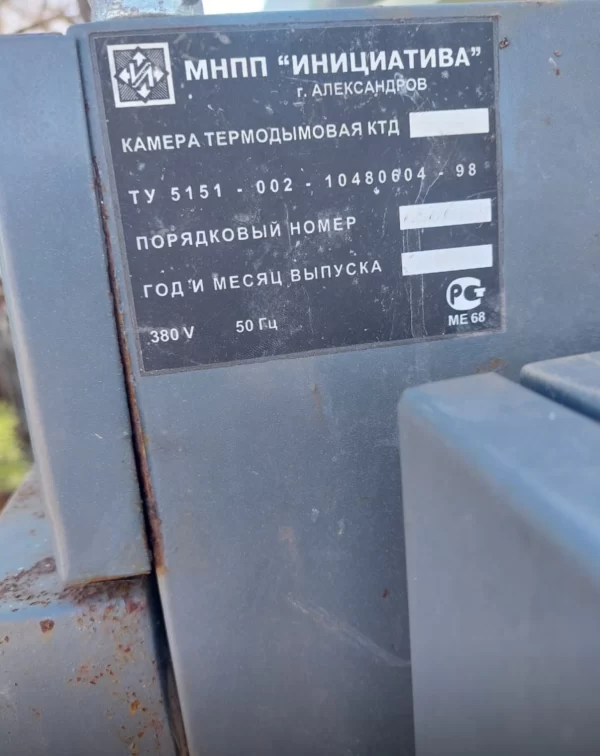 МНПП “ИНИЦИАТИВА”
г. АЛЕКСАНДРОВ
КАМЕРА ТЕРМОДЫМОВАЯ КТД
ТУ 5151 - 002 - 10480604 - 98
ПОРЯДКОВЫЙ НОМЕР
ГОД И МЕСЯЦ ВЫПУСКА
380 V 50 Гц
РСТ
МЕ 68